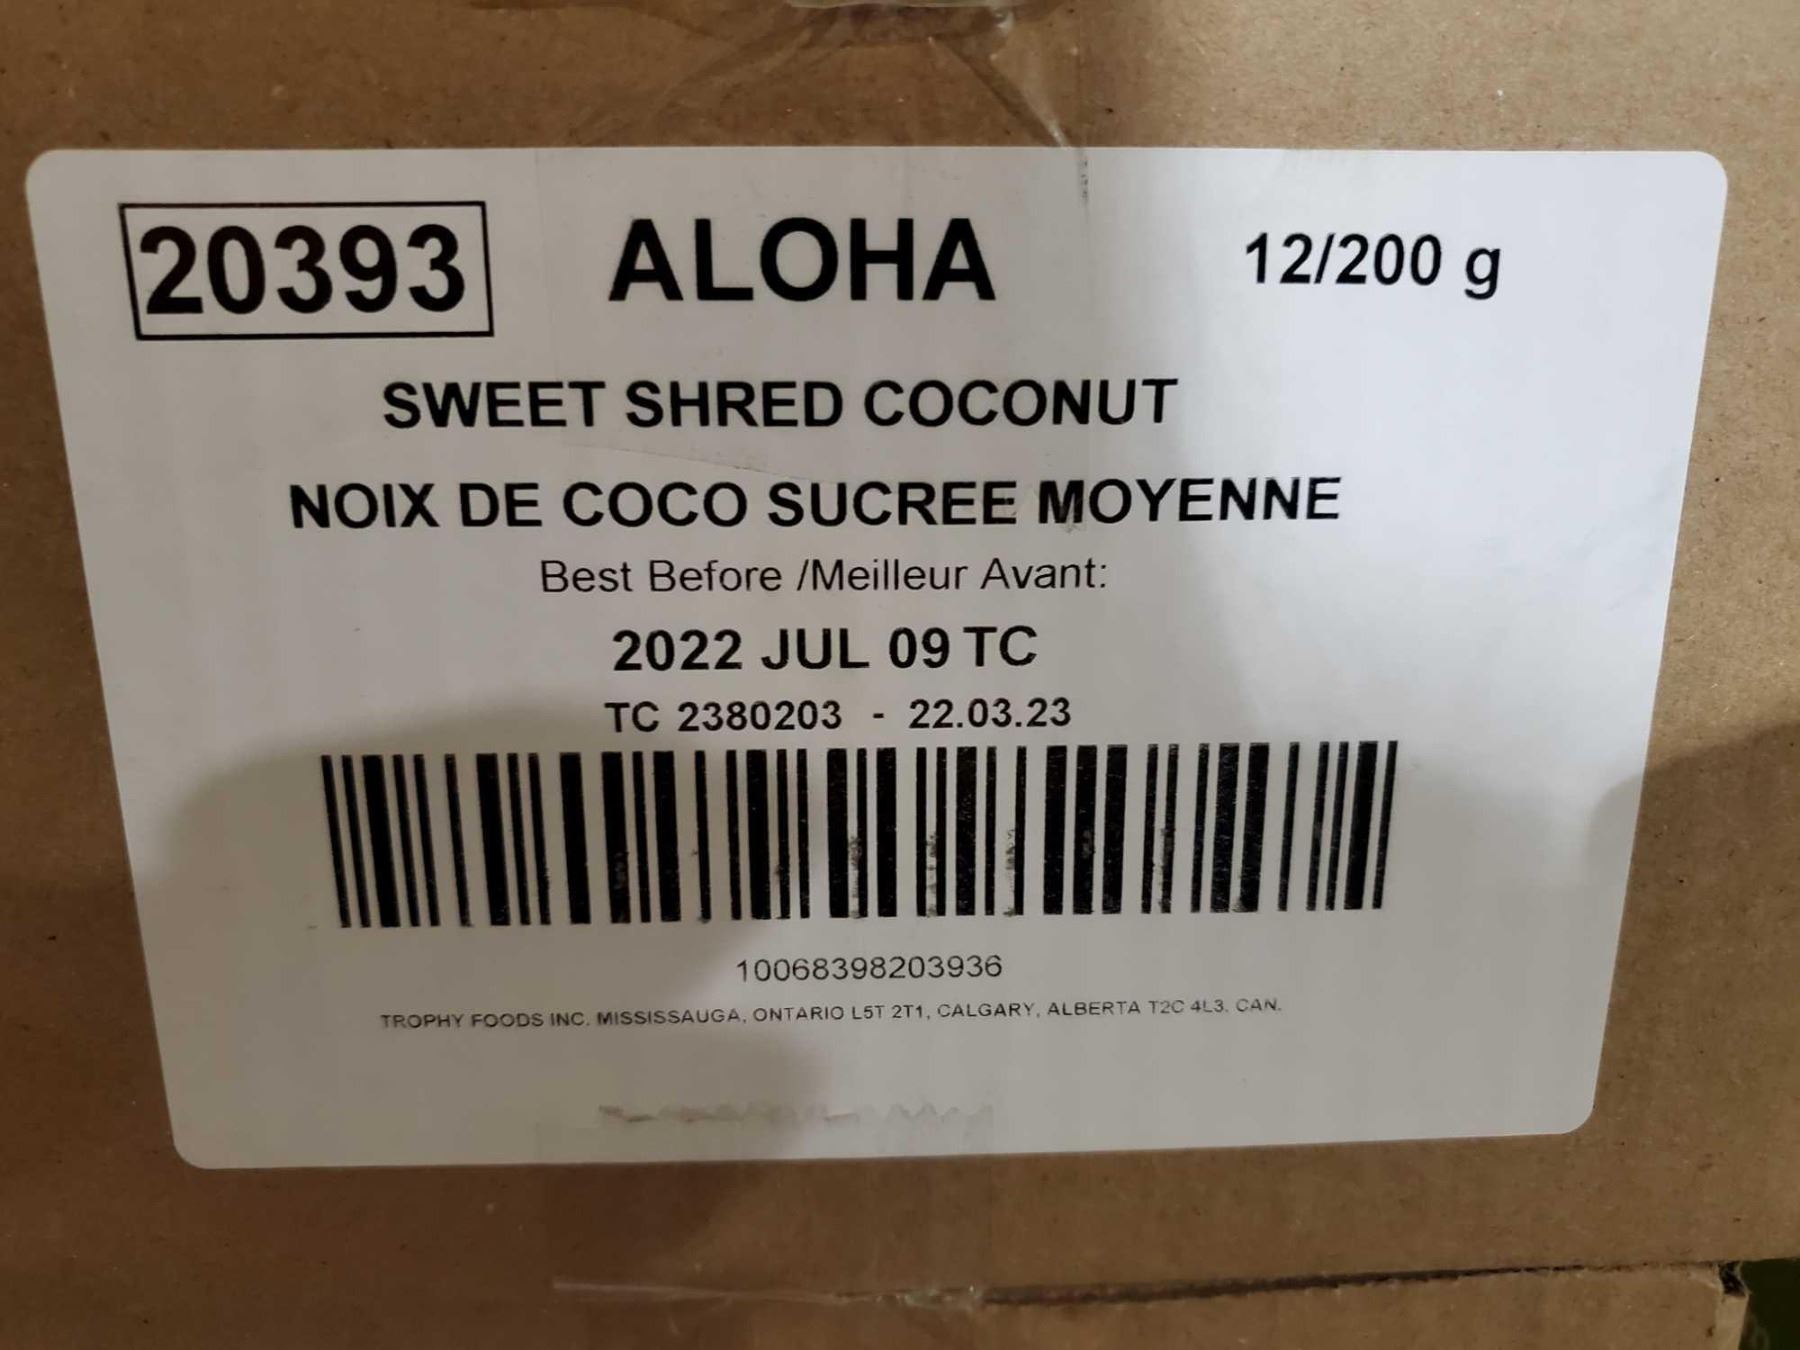 20393 ALOHA 12/200 g
SWEET SHRED COCONUT
NOIX DE COCO SUCREE MOYENNE
Best Before /Meilleur Avant:
2022 JUL 09 TC
TC 2380203 - 22.03.23
10068398203936
TROPHY FOODS INC. MISSISSAUGA, ONTARIO L5T 2T1, CALGARY, ALBERTA T2C 4L3, CAN.